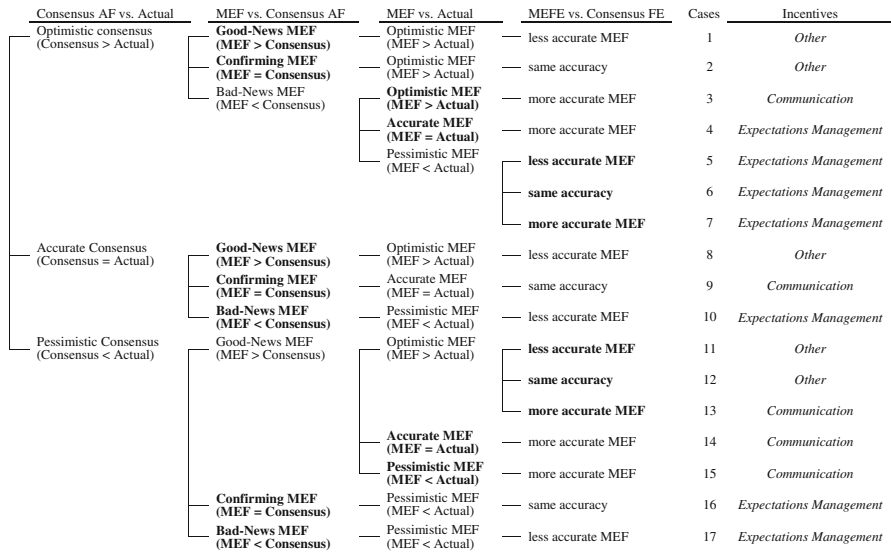 Consensus AF vs. Actual MEF vs. Consensus AF MEF vs. Actual MEFE vs. Consensus FE Cases Incentives
Optimistic consensus Good-News MEF Optimistic MEF
(Consensus > Actual) (MEF > Consensus) (MEF > Actual) less accurate MEF 1 Other
Confirming MEF Optimistic MEF
(MEF = Consensus) (MEF > Actual) same accuracy 2 Other
Bad-News MEF Optimistic MEF
(MEF < Consensus) (MEF > Actual) more accurate MEF 3 Communication
Accurate MEF
(MEF = Actual) more accurate MEF 4 Expectations Management
Pessimistic MEF
(MEF < Actual) less accurate MEF 5 Expectations Management
same accuracy 6 Expectations Management
more accurate MEF 7 Expectations Management
Accurate Consensus Good-News MEF Optimistic MEF
(Consensus = Actual) (MEF > Consensus) (MEF > Actual) less accurate MEF 8 Other
Confirming MEF Accurate MEF
(MEF = Consensus) (MEF = Actual) same accuracy 9 Communication
Bad-News MEF Pessimistic MEF
(MEF < Consensus) (MEF < Actual) less accurate MEF 10 Expectations Management
Pessimistic Consensus Good-News MEF Optimistic MEF
(Consensus < Actual) (MEF > Consensus) (MEF > Actual) less accurate MEF 11 Other
same accuracy 12 Other
more accurate MEF 13 Communication
Accurate MEF
(MEF = Actual) more accurate MEF 14 Communication
Pessimistic MEF
(MEF < Actual) more accurate MEF 15 Communication
Confirming MEF Pessimistic MEF
(MEF = Consensus) (MEF < Actual) same accuracy 16 Expectations Management
Bad-News MEF Pessimistic MEF
(MEF < Consensus) (MEF < Actual) less accurate MEF 17 Expectations Management